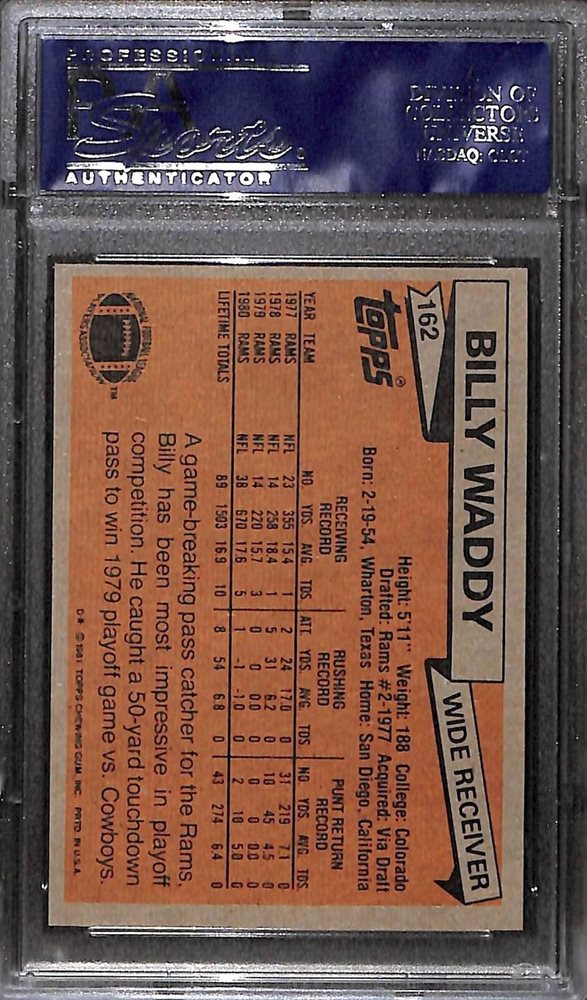 PROFESSIONAL
PSA
Sports
AUTHENTICATOR
DIVISION OF
COLLECTORS
UNIVERSE
NASDAQ: CLCT
162
BILLY WADDY
WIDE RECEIVER
TOPPS®
Height: 5'11" Weight: 188 College: Colorado
Drafted: Rams #2-1977 Acquired: Via Draft
Born: 2-19-54, Wharton, Texas Home: San Diego, California
RECEIVING RECORD RUSHING RECORD PUNT RETURN RECORD
YEAR TEAM NO. YDS. AVG. TDS ATT. YDS. AVG. TDS. NO. YDS. AVG. TDS.
1977 RAMS NFL 23 355 15.4 1 2 24 17.0 0 31 219 7.1 0
1978 RAMS NFL 14 258 18.4 1 5 31 6.2 0 10 45 4.5 0
1979 RAMS NFL 14 220 15.7 3 0 0 0.0 0 0 0 0.0 0
1980 RAMS NFL 38 670 17.6 5 1 -1 -1.0 0 2 10 5.0 0
LIFETIME TOTALS 89 1503 16.9 10 8 54 6.8 0 43 274 6.4 0
A game-breaking pass catcher for the Rams,
Billy has been most impressive in playoff
competition. He caught a 50-yard touchdown
pass to win 1979 playoff game vs. Cowboys.
NATIONAL FOOTBALL LEAGUE
PLAYERS ASSOCIATION
TM
D★ ©1981 TOPPS CHEWING GUM, INC. PRTD. IN U.S.A.